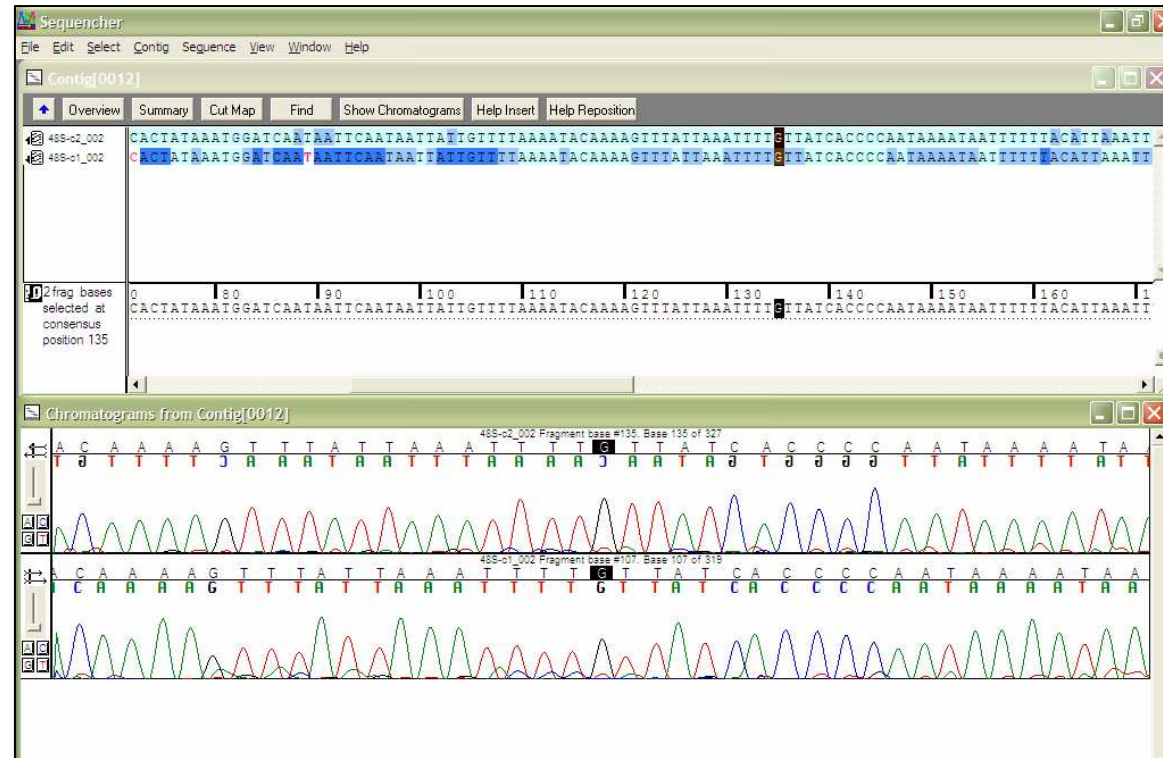 Sequencher
File Edit Select Contig Sequence View Window Help
Contig[0012]
Overview Summary Cut Map Find Show Chromatograms Help Insert Help Reposition
48S-c2_002 CACTATAAATGGATCAATAATTCAATAATTATTGTTTTAAAATACAAAAGTTTATTAAATTTTGTTATCACCCCAATAAAATAATTTTTTACATTAAATT
48S-c1_002 CACTATAAATGGATCAATAATTCAATAATTATTGTTTTAAAATACAAAAGTTTATTAAATTTTGTTATCACCCCAATAAAATAATTTTTTACATTAAATT
0 80 90 100 110 120 130 140 150 160 1
CACTATAAATGGATCAATAATTCAATAATTATTGTTTTAAAATACAAAAGTTTATTAAATTTTGTTATCACCCCAATAAAATAATTTTTTACATTAAATT
2 frag bases
selected at
consensus
position 135
Chromatograms from Contig[0012]
48S-c2_002 Fragment base #135. Base 135 of 327
A C A A A A G T T T A T T A A A T T T T G T T A T C A C C C C A A T A A A A T A
T G T T T T C A A A T A A T T T A A A A C A A T A G T G G G G T T A T T T T A T
A C
G T
48S-c1_002 Fragment base #107. Base 107 of 319
A C A A A A G T T T A T T A A A T T T T G T T A T C A C C C C A A T A A A A T A A
C A A A A G T T T A T T A A A T T T T G T T A T C A C C C C A A T A A A A T A A
A C
G T